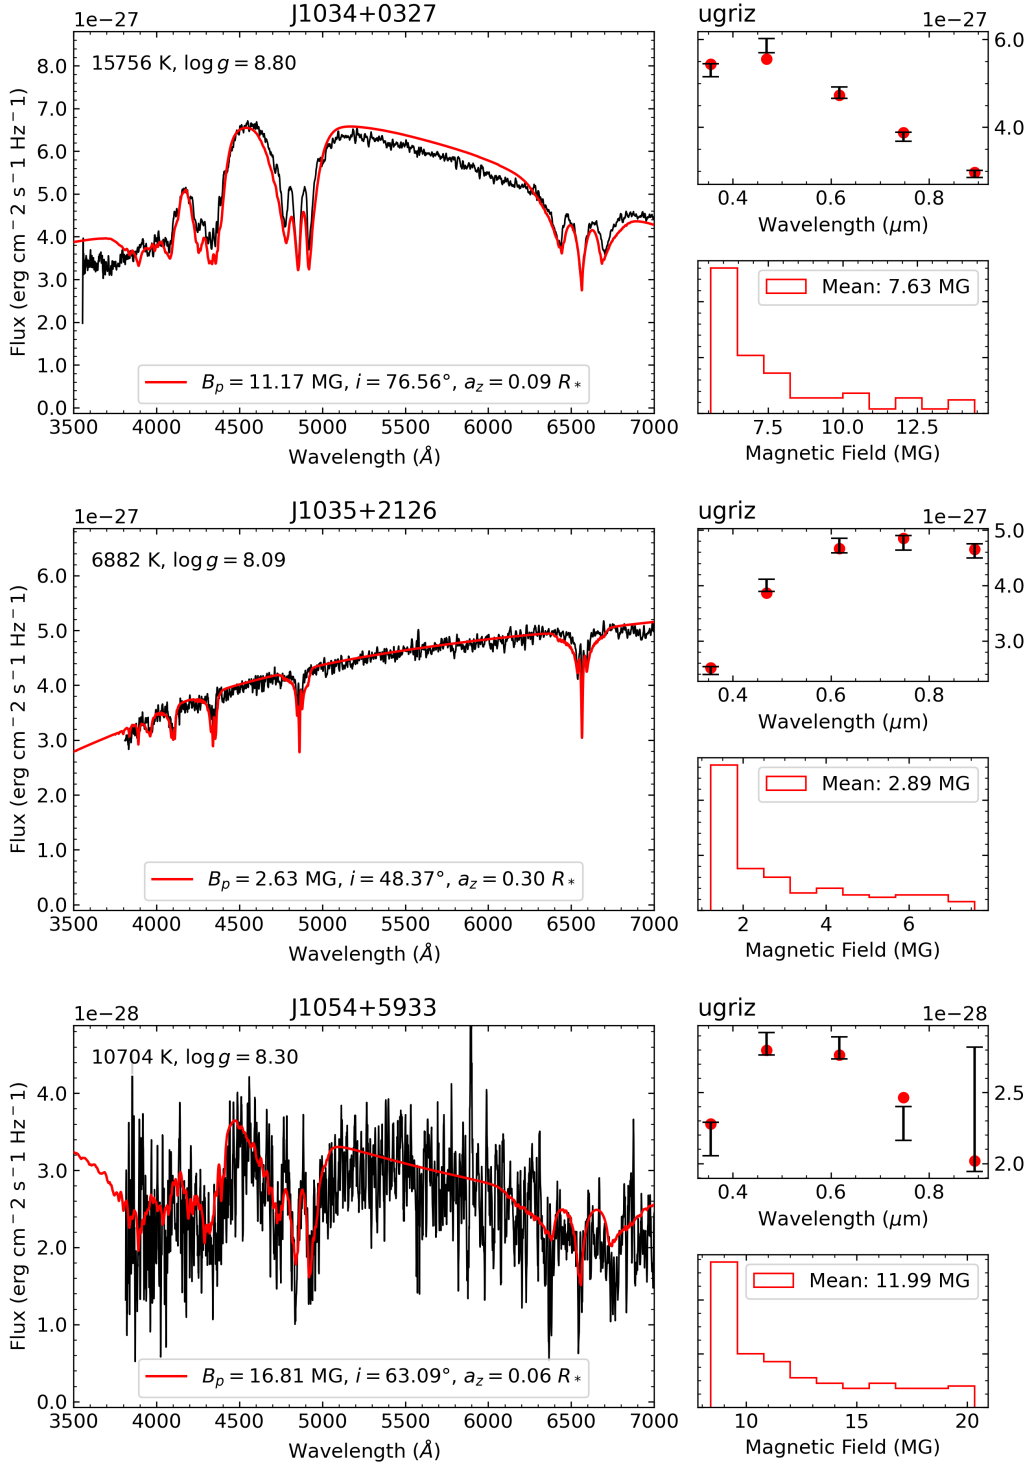 1e−27
J1034+0327
15756 K, log g = 8.80
Flux (erg cm−2 s−1 Hz−1)
8.0
7.0
6.0
5.0
4.0
3.0
2.0
1.0
0.0
B_p = 11.17 MG, i = 76.56°, a_z = 0.09 R_*
3500 4000 4500 5000 5500 6000 6500 7000
Wavelength (Å)
ugriz
1e−27
6.0
4.0
0.4 0.6 0.8
Wavelength (μm)
Mean: 7.63 MG
7.5 10.0 12.5
Magnetic Field (MG)
1e−27
J1035+2126
6882 K, log g = 8.09
Flux (erg cm−2 s−1 Hz−1)
6.0
5.0
4.0
3.0
2.0
1.0
0.0
B_p = 2.63 MG, i = 48.37°, a_z = 0.30 R_*
3500 4000 4500 5000 5500 6000 6500 7000
Wavelength (Å)
ugriz
1e−27
5.0
4.0
3.0
0.4 0.6 0.8
Wavelength (μm)
Mean: 2.89 MG
2 4 6
Magnetic Field (MG)
1e−28
J1054+5933
10704 K, log g = 8.30
Flux (erg cm−2 s−1 Hz−1)
4.0
3.0
2.0
1.0
0.0
B_p = 16.81 MG, i = 63.09°, a_z = 0.06 R_*
3500 4000 4500 5000 5500 6000 6500 7000
Wavelength (Å)
ugriz
1e−28
2.5
2.0
0.4 0.6 0.8
Wavelength (μm)
Mean: 11.99 MG
10 15 20
Magnetic Field (MG)